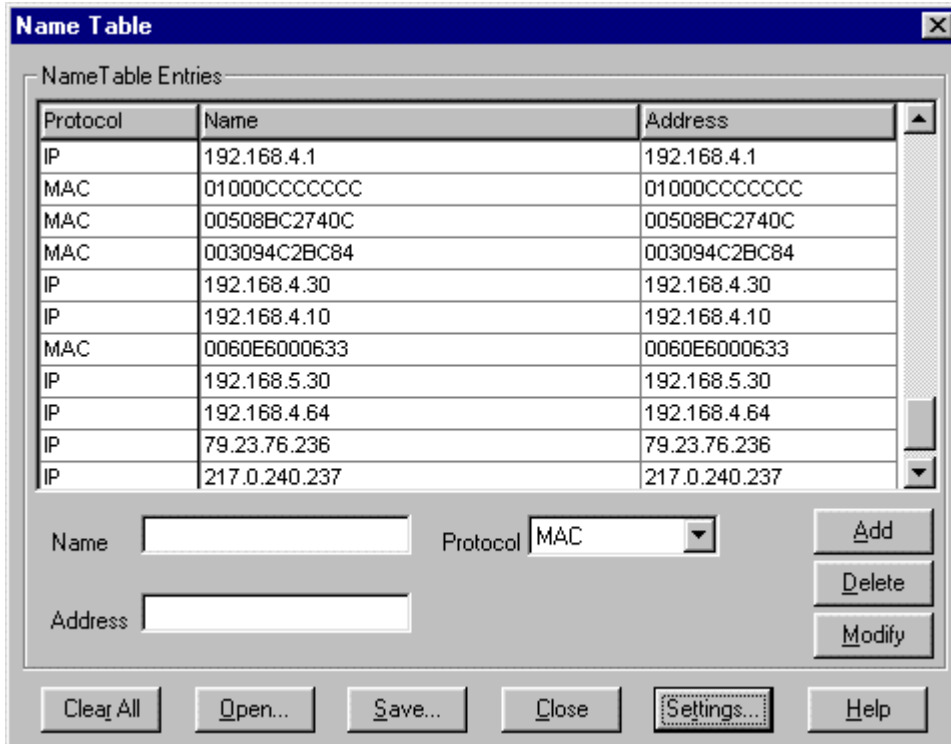 Name Table
NameTable Entries
Protocol Name Address
IP 192.168.4.1 192.168.4.1
MAC 01000CCCCCCC 01000CCCCCCC
MAC 00508BC2740C 00508BC2740C
MAC 003094C2BC84 003094C2BC84
IP 192.168.4.30 192.168.4.30
IP 192.168.4.10 192.168.4.10
MAC 0060E6000633 0060E6000633
IP 192.168.5.30 192.168.5.30
IP 192.168.4.64 192.168.4.64
IP 79.23.76.236 79.23.76.236
IP 217.0.240.237 217.0.240.237
Name Protocol MAC Add
Delete
Address
Modify
Clear All Open... Save... Close Settings... Help